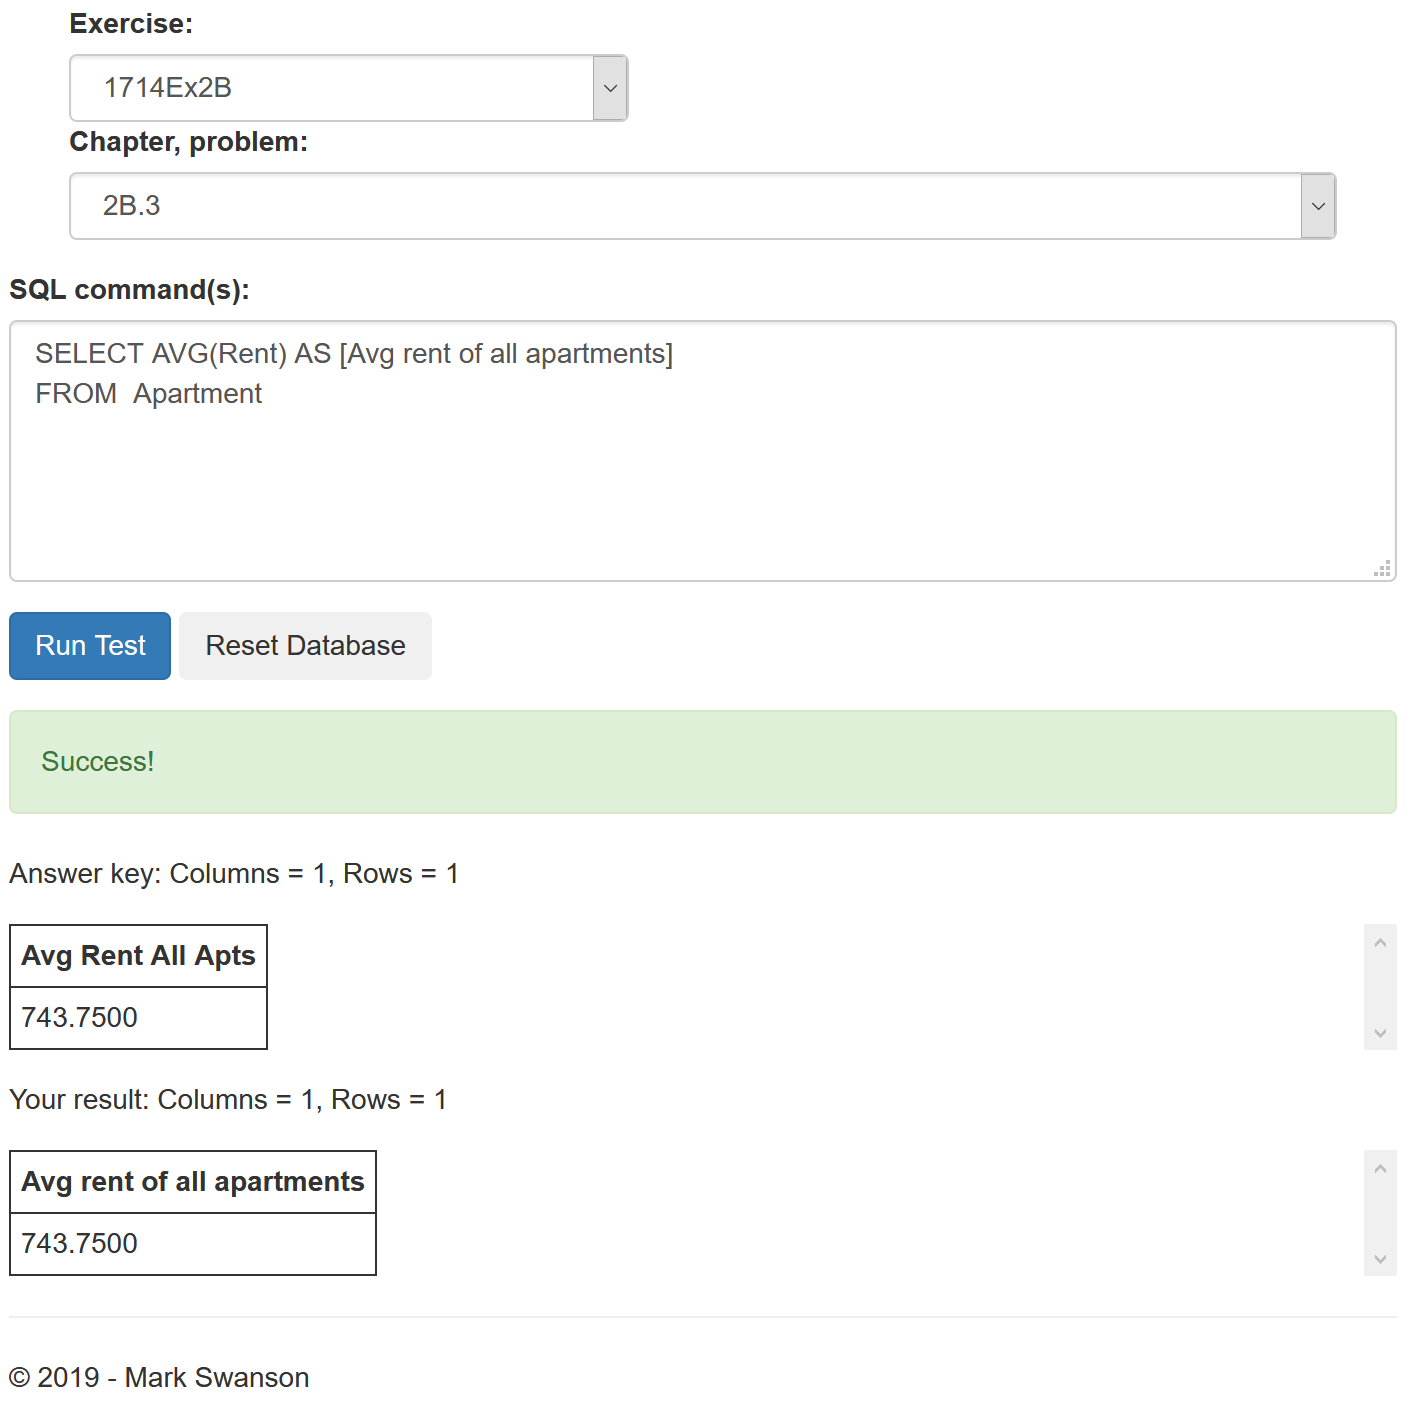 Exercise:
1714Ex2B
Chapter, problem:
2B.3
SQL command(s):
SELECT AVG(Rent) AS [Avg rent of all apartments]
FROM  Apartment
Run Test
Reset Database
Success!
Answer key: Columns = 1, Rows = 1
Avg Rent All Apts
743.7500
Your result: Columns = 1, Rows = 1
Avg rent of all apartments
743.7500
© 2019 - Mark Swanson